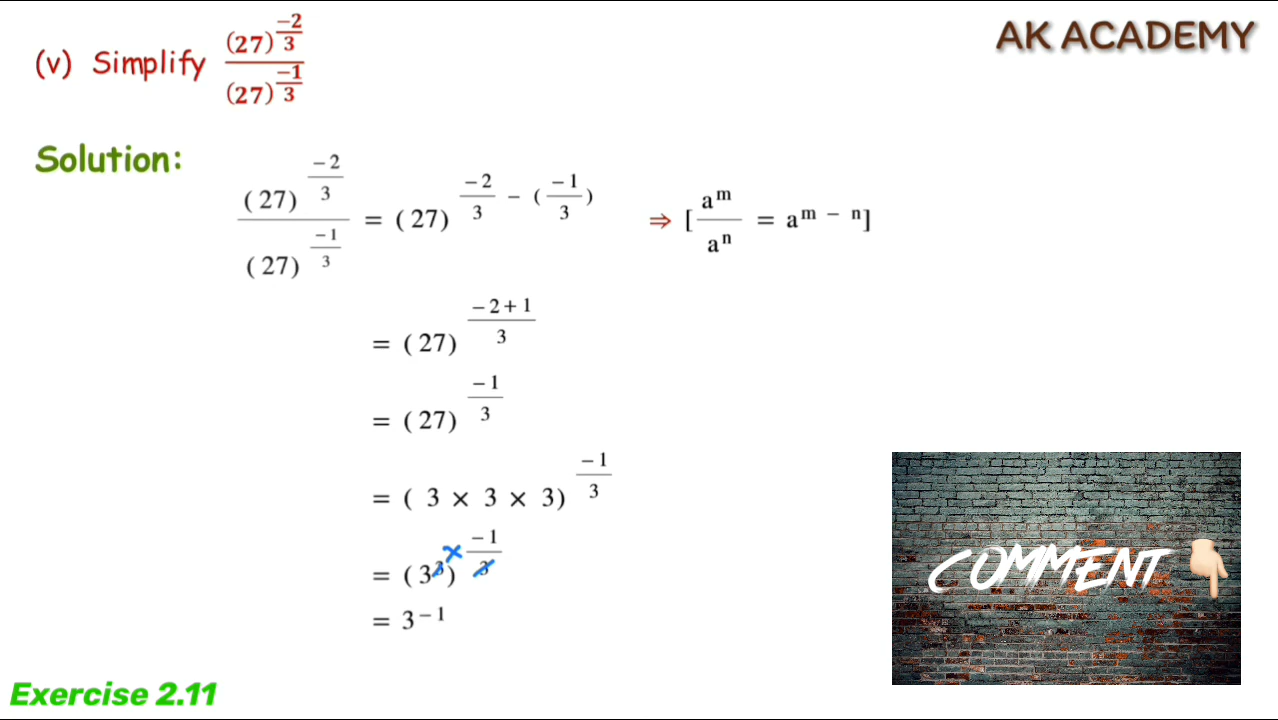 AK ACADEMY
(v) Simplify (27)^(-2/3) / (27)^(-1/3)
Solution:
(27)^(-2/3) / (27)^(-1/3) = (27)^(-2/3 - (-1/3)) ⇒ [a^m / a^n = a^(m - n)]
= (27)^((-2+1)/3)
= (27)^(-1/3)
= (3 × 3 × 3)^(-1/3)
= (3^3)^(× -1/3)
= 3^(-1)
COMMENT
Exercise 2.11